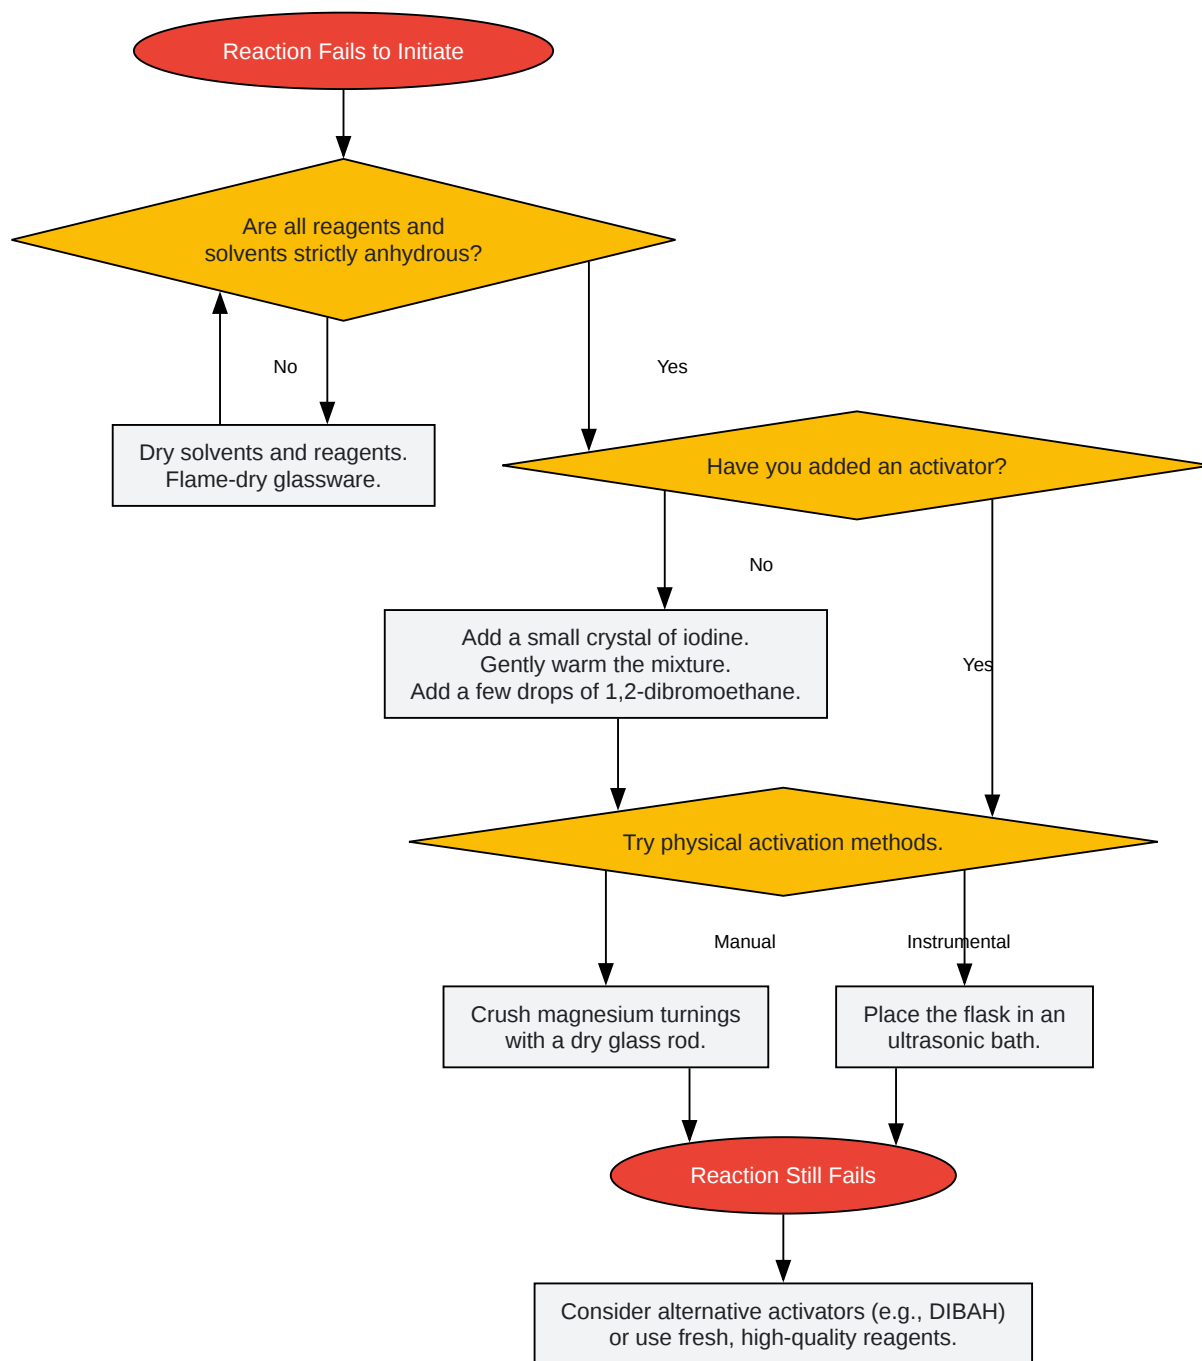 Reaction Fails to Initiate
Are all reagents and
solvents strictly anhydrous?
No
Yes
Dry solvents and reagents.
Flame-dry glassware.
Have you added an activator?
No
Add a small crystal of iodine.
Gently warm the mixture.
Add a few drops of 1,2-dibromoethane.
Yes
Try physical activation methods.
Manual
Instrumental
Crush magnesium turnings
with a dry glass rod.
Place the flask in an
ultrasonic bath.
Reaction Still Fails
Consider alternative activators (e.g., DIBAH)
or use fresh, high-quality reagents.